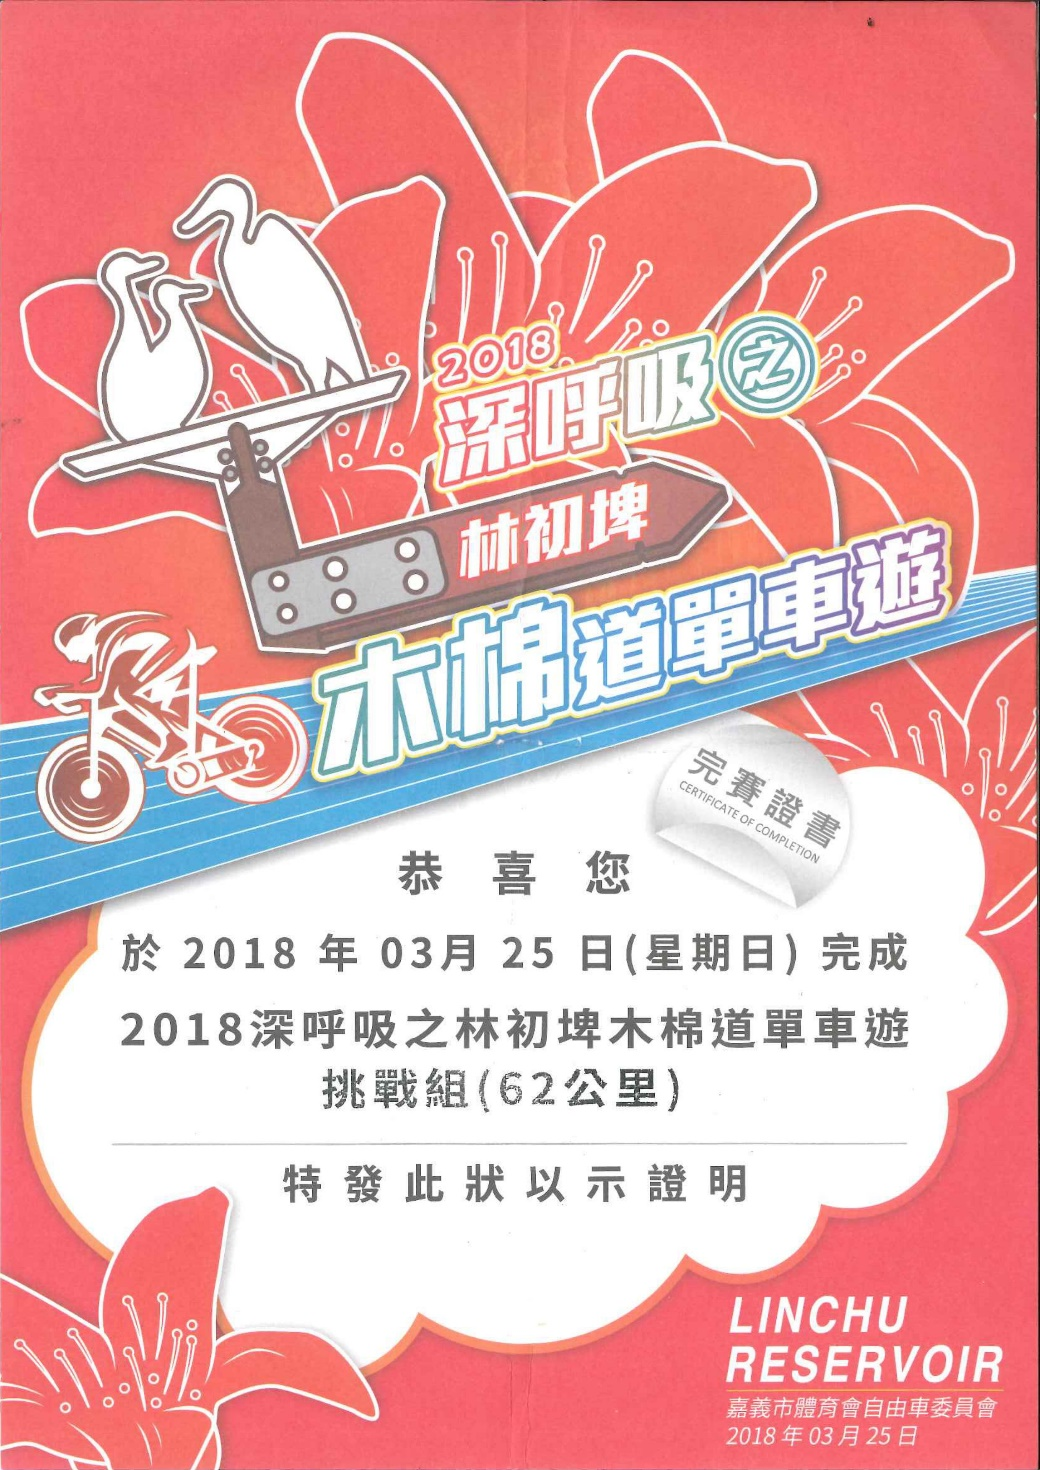 2018
深呼吸之
林初埤
木棉道單車遊
完賽證書
CERTIFICATE OF COMPLETION
恭喜您
於 2018 年 03月 25 日(星期日) 完成
2018深呼吸之林初埤木棉道單車遊
挑戰組(62公里)
特發此狀以示證明
LINCHU
RESERVOIR
嘉義市體育會自由車委員會
2018 年 03 月 25 日